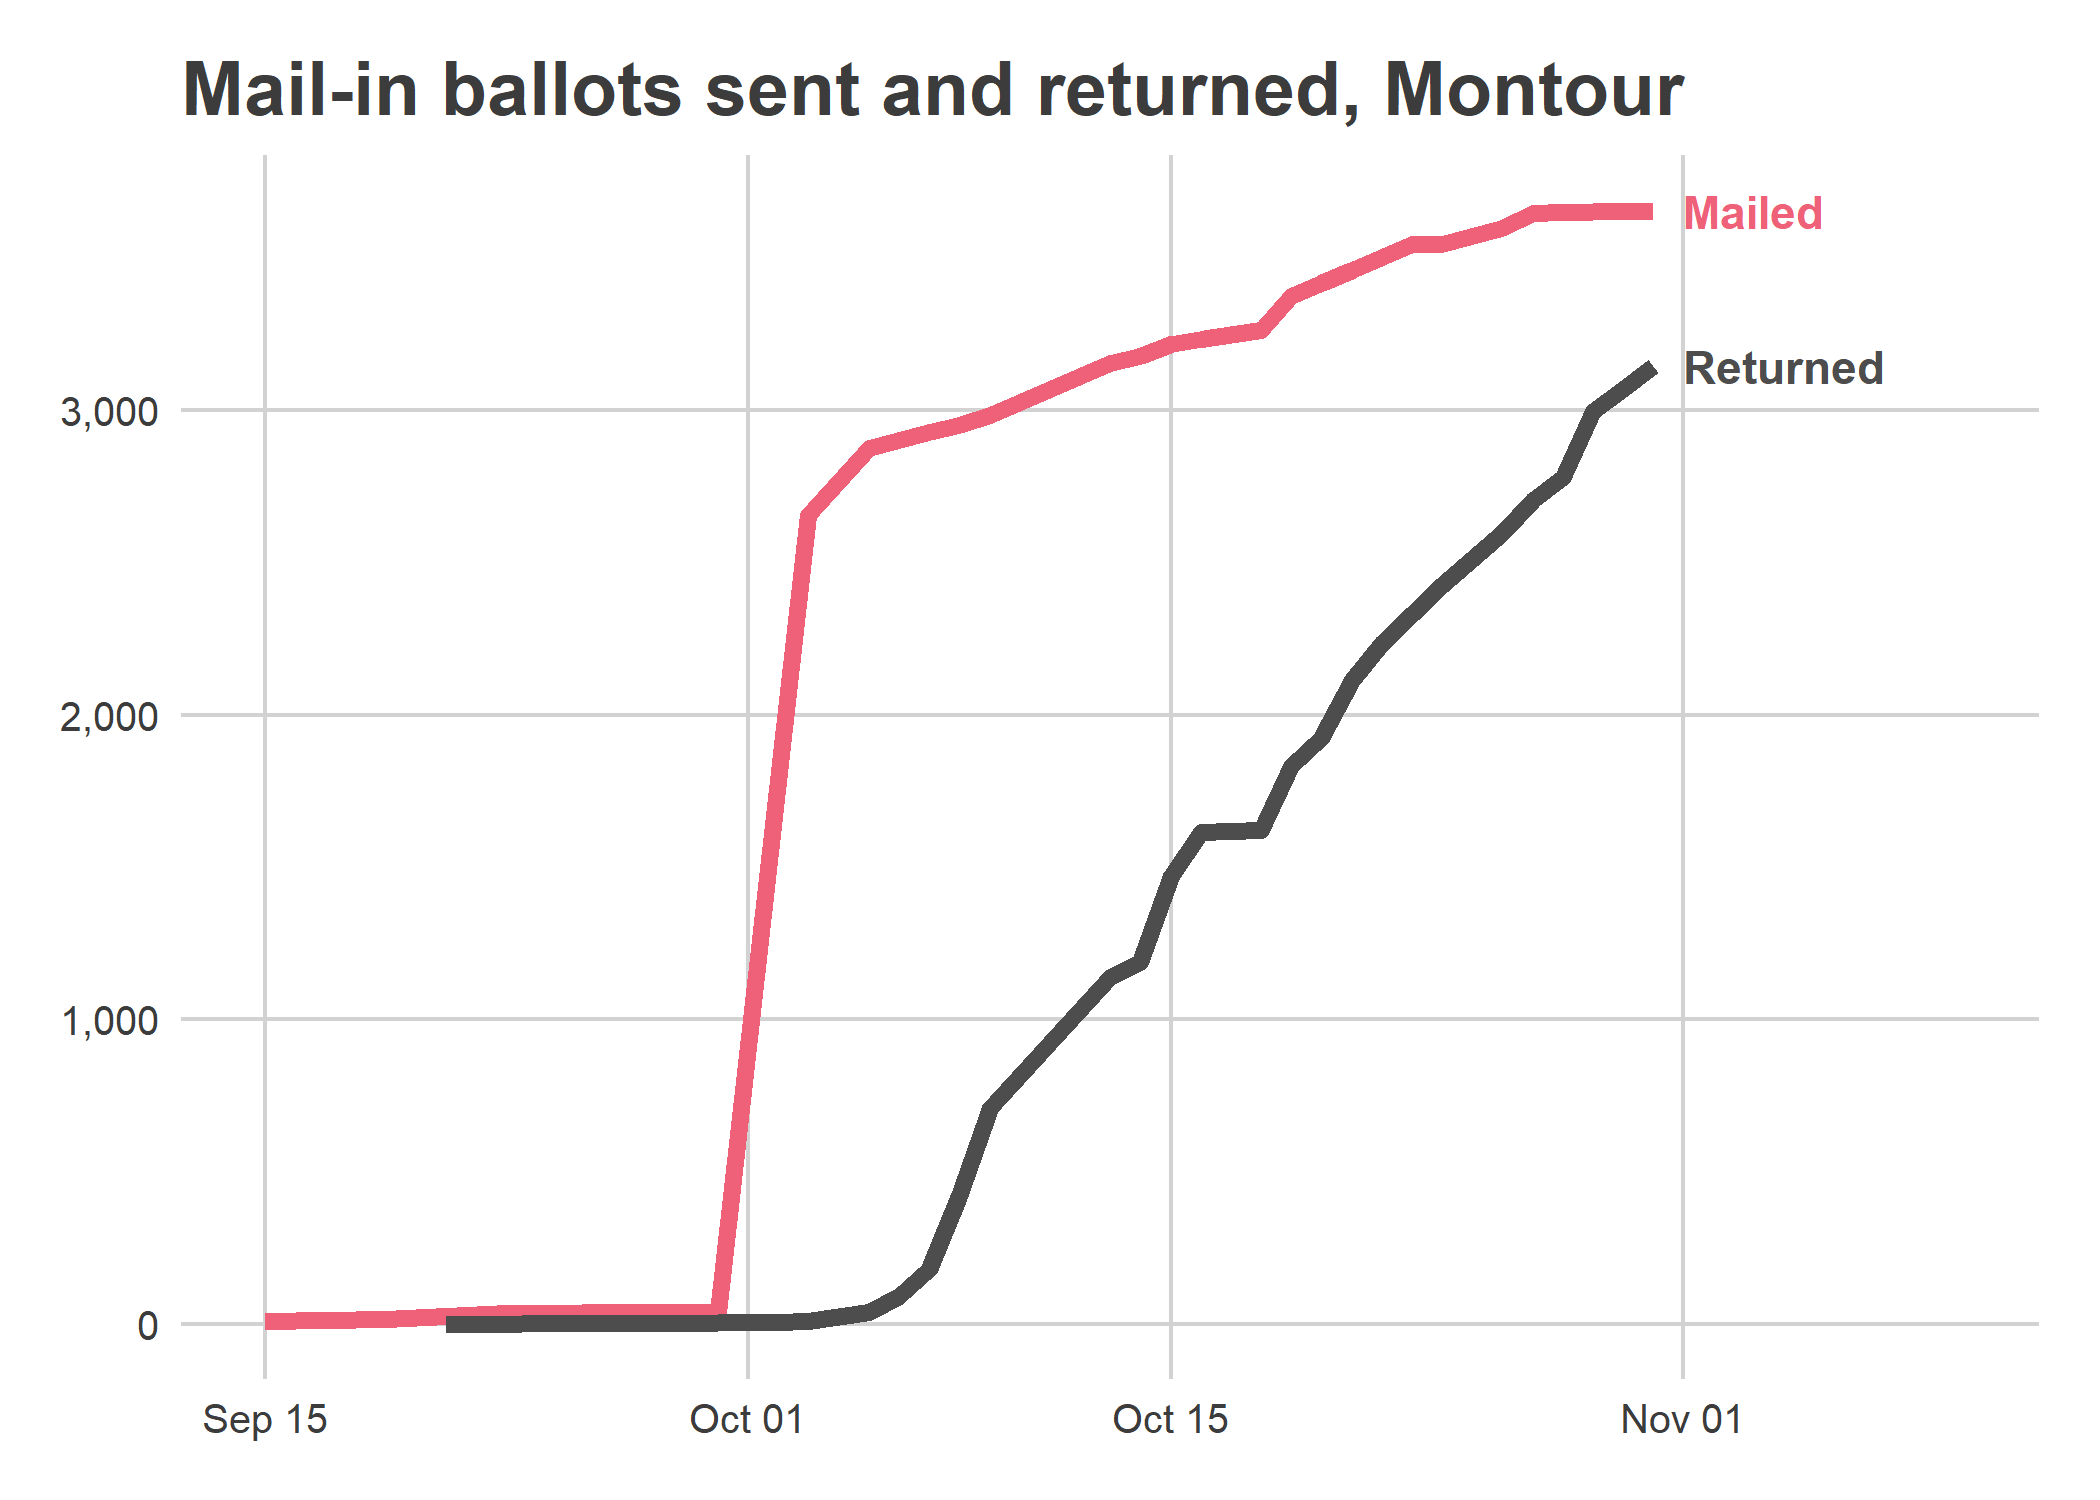 Mail-in ballots sent and returned, Montour
Mailed
Returned
3,000
2,000
1,000
0
Sep 15
Oct 01
Oct 15
Nov 01